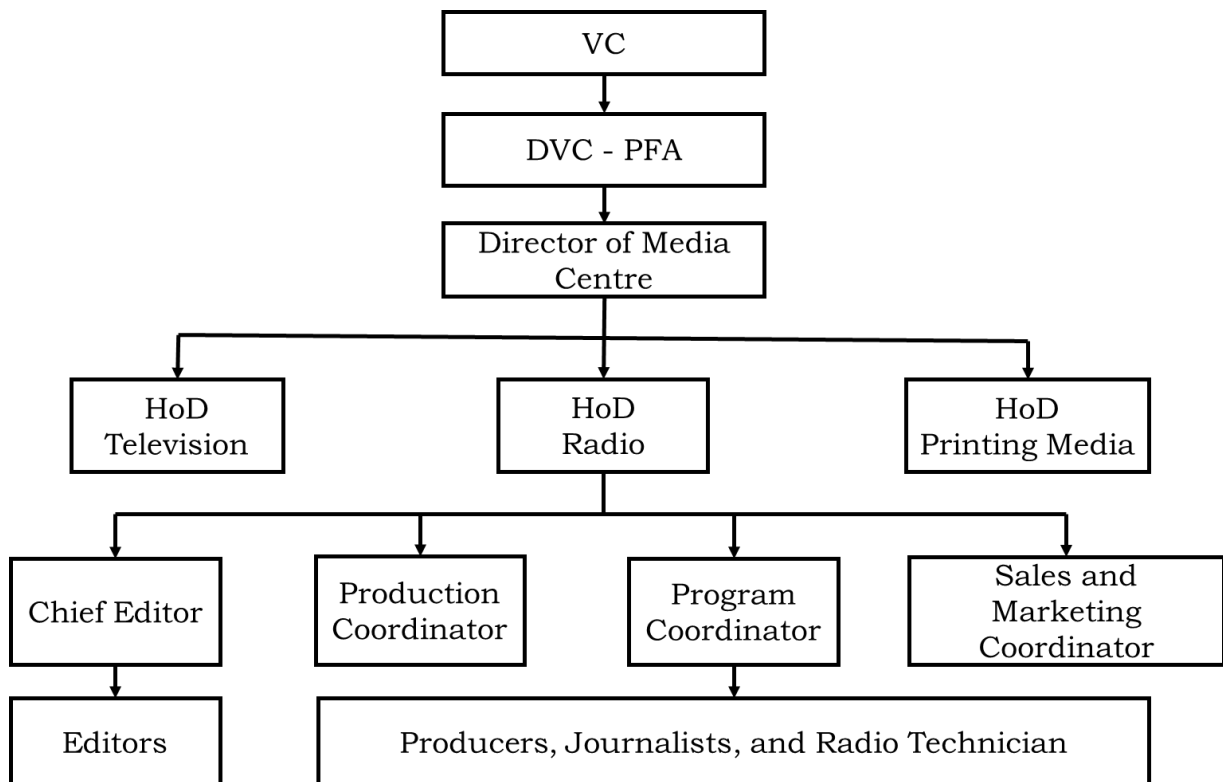 VC
DVC - PFA
Director of Media
Centre
HoD
Television
HoD
Radio
HoD
Printing Media
Chief Editor
Production
Coordinator
Program
Coordinator
Sales and
Marketing
Coordinator
Editors
Producers, Journalists, and Radio Technician